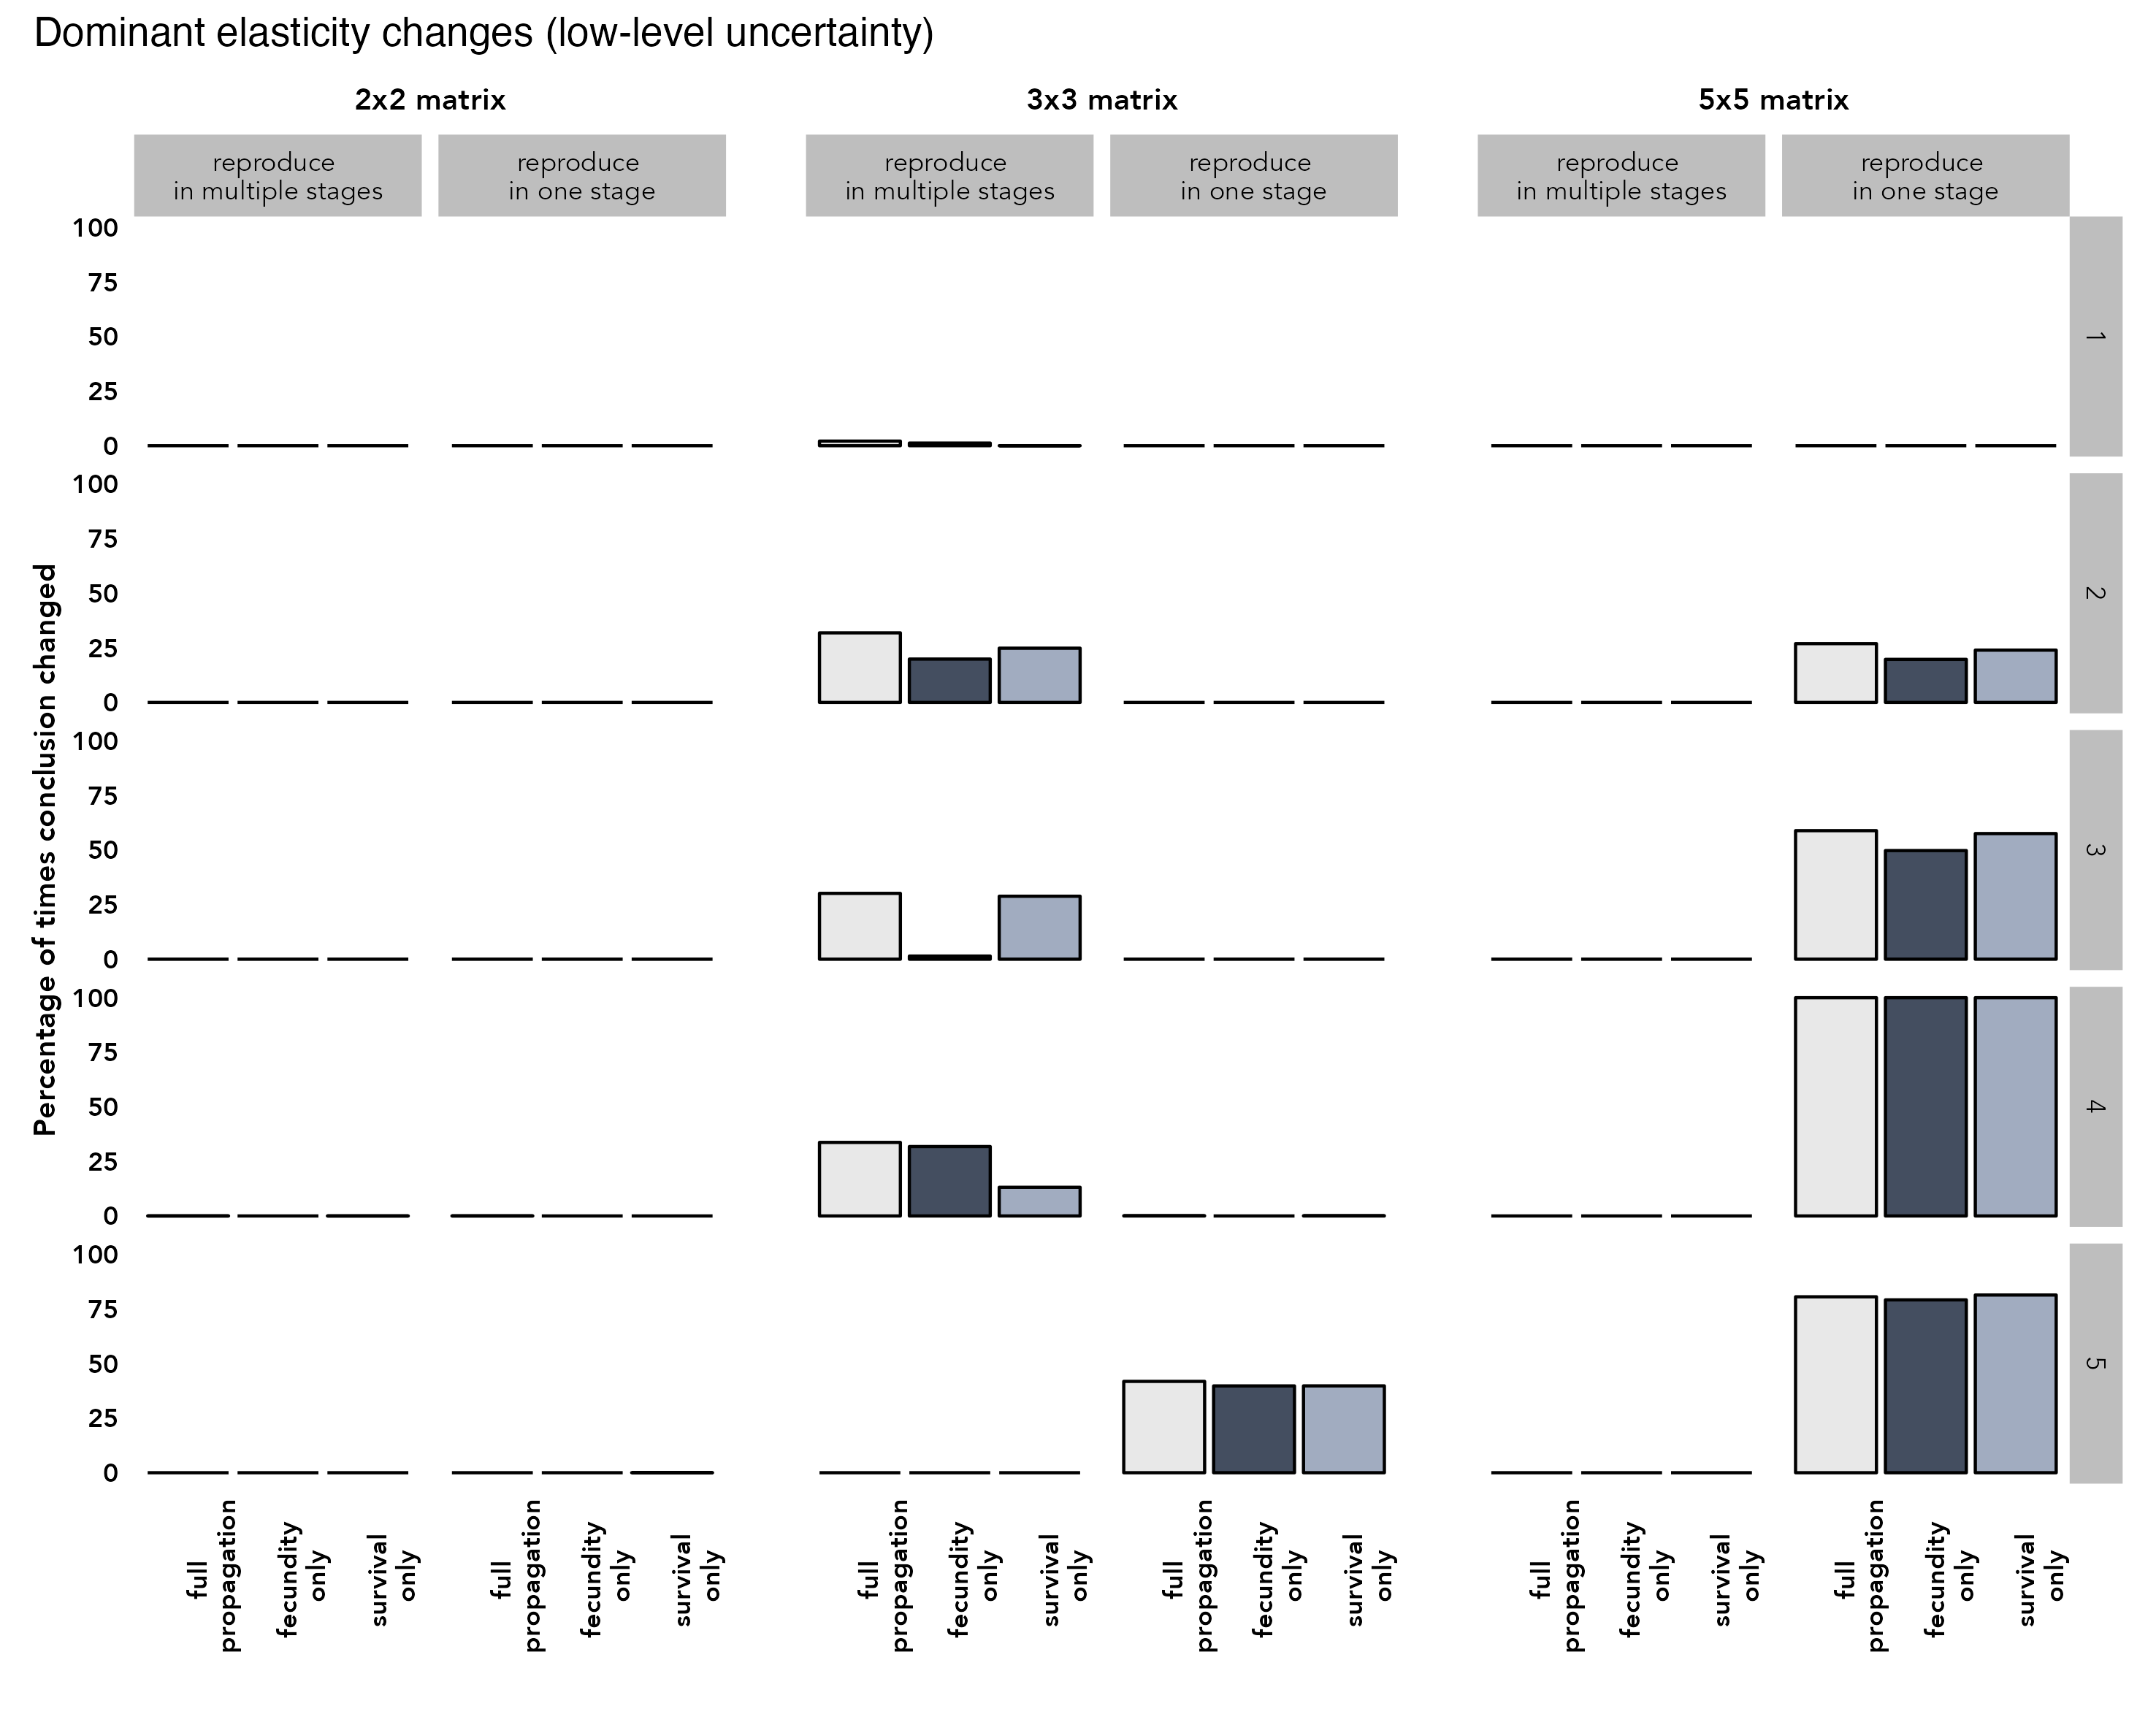 Dominant elasticity changes (low-level uncertainty)
2x2 matrix
3x3 matrix
5x5 matrix
reproduce
in multiple stages
reproduce
in one stage
reproduce
in multiple stages
reproduce
in one stage
reproduce
in multiple stages
reproduce
in one stage
Percentage of times conclusion changed
100
75
50
25
0
1
100
75
50
25
0
2
100
75
50
25
0
3
100
75
50
25
0
4
100
75
50
25
0
5
full
propagation
fecundity
only
survival
only
full
propagation
fecundity
only
survival
only
full
propagation
fecundity
only
survival
only
full
propagation
fecundity
only
survival
only
full
propagation
fecundity
only
survival
only
full
propagation
fecundity
only
survival
only